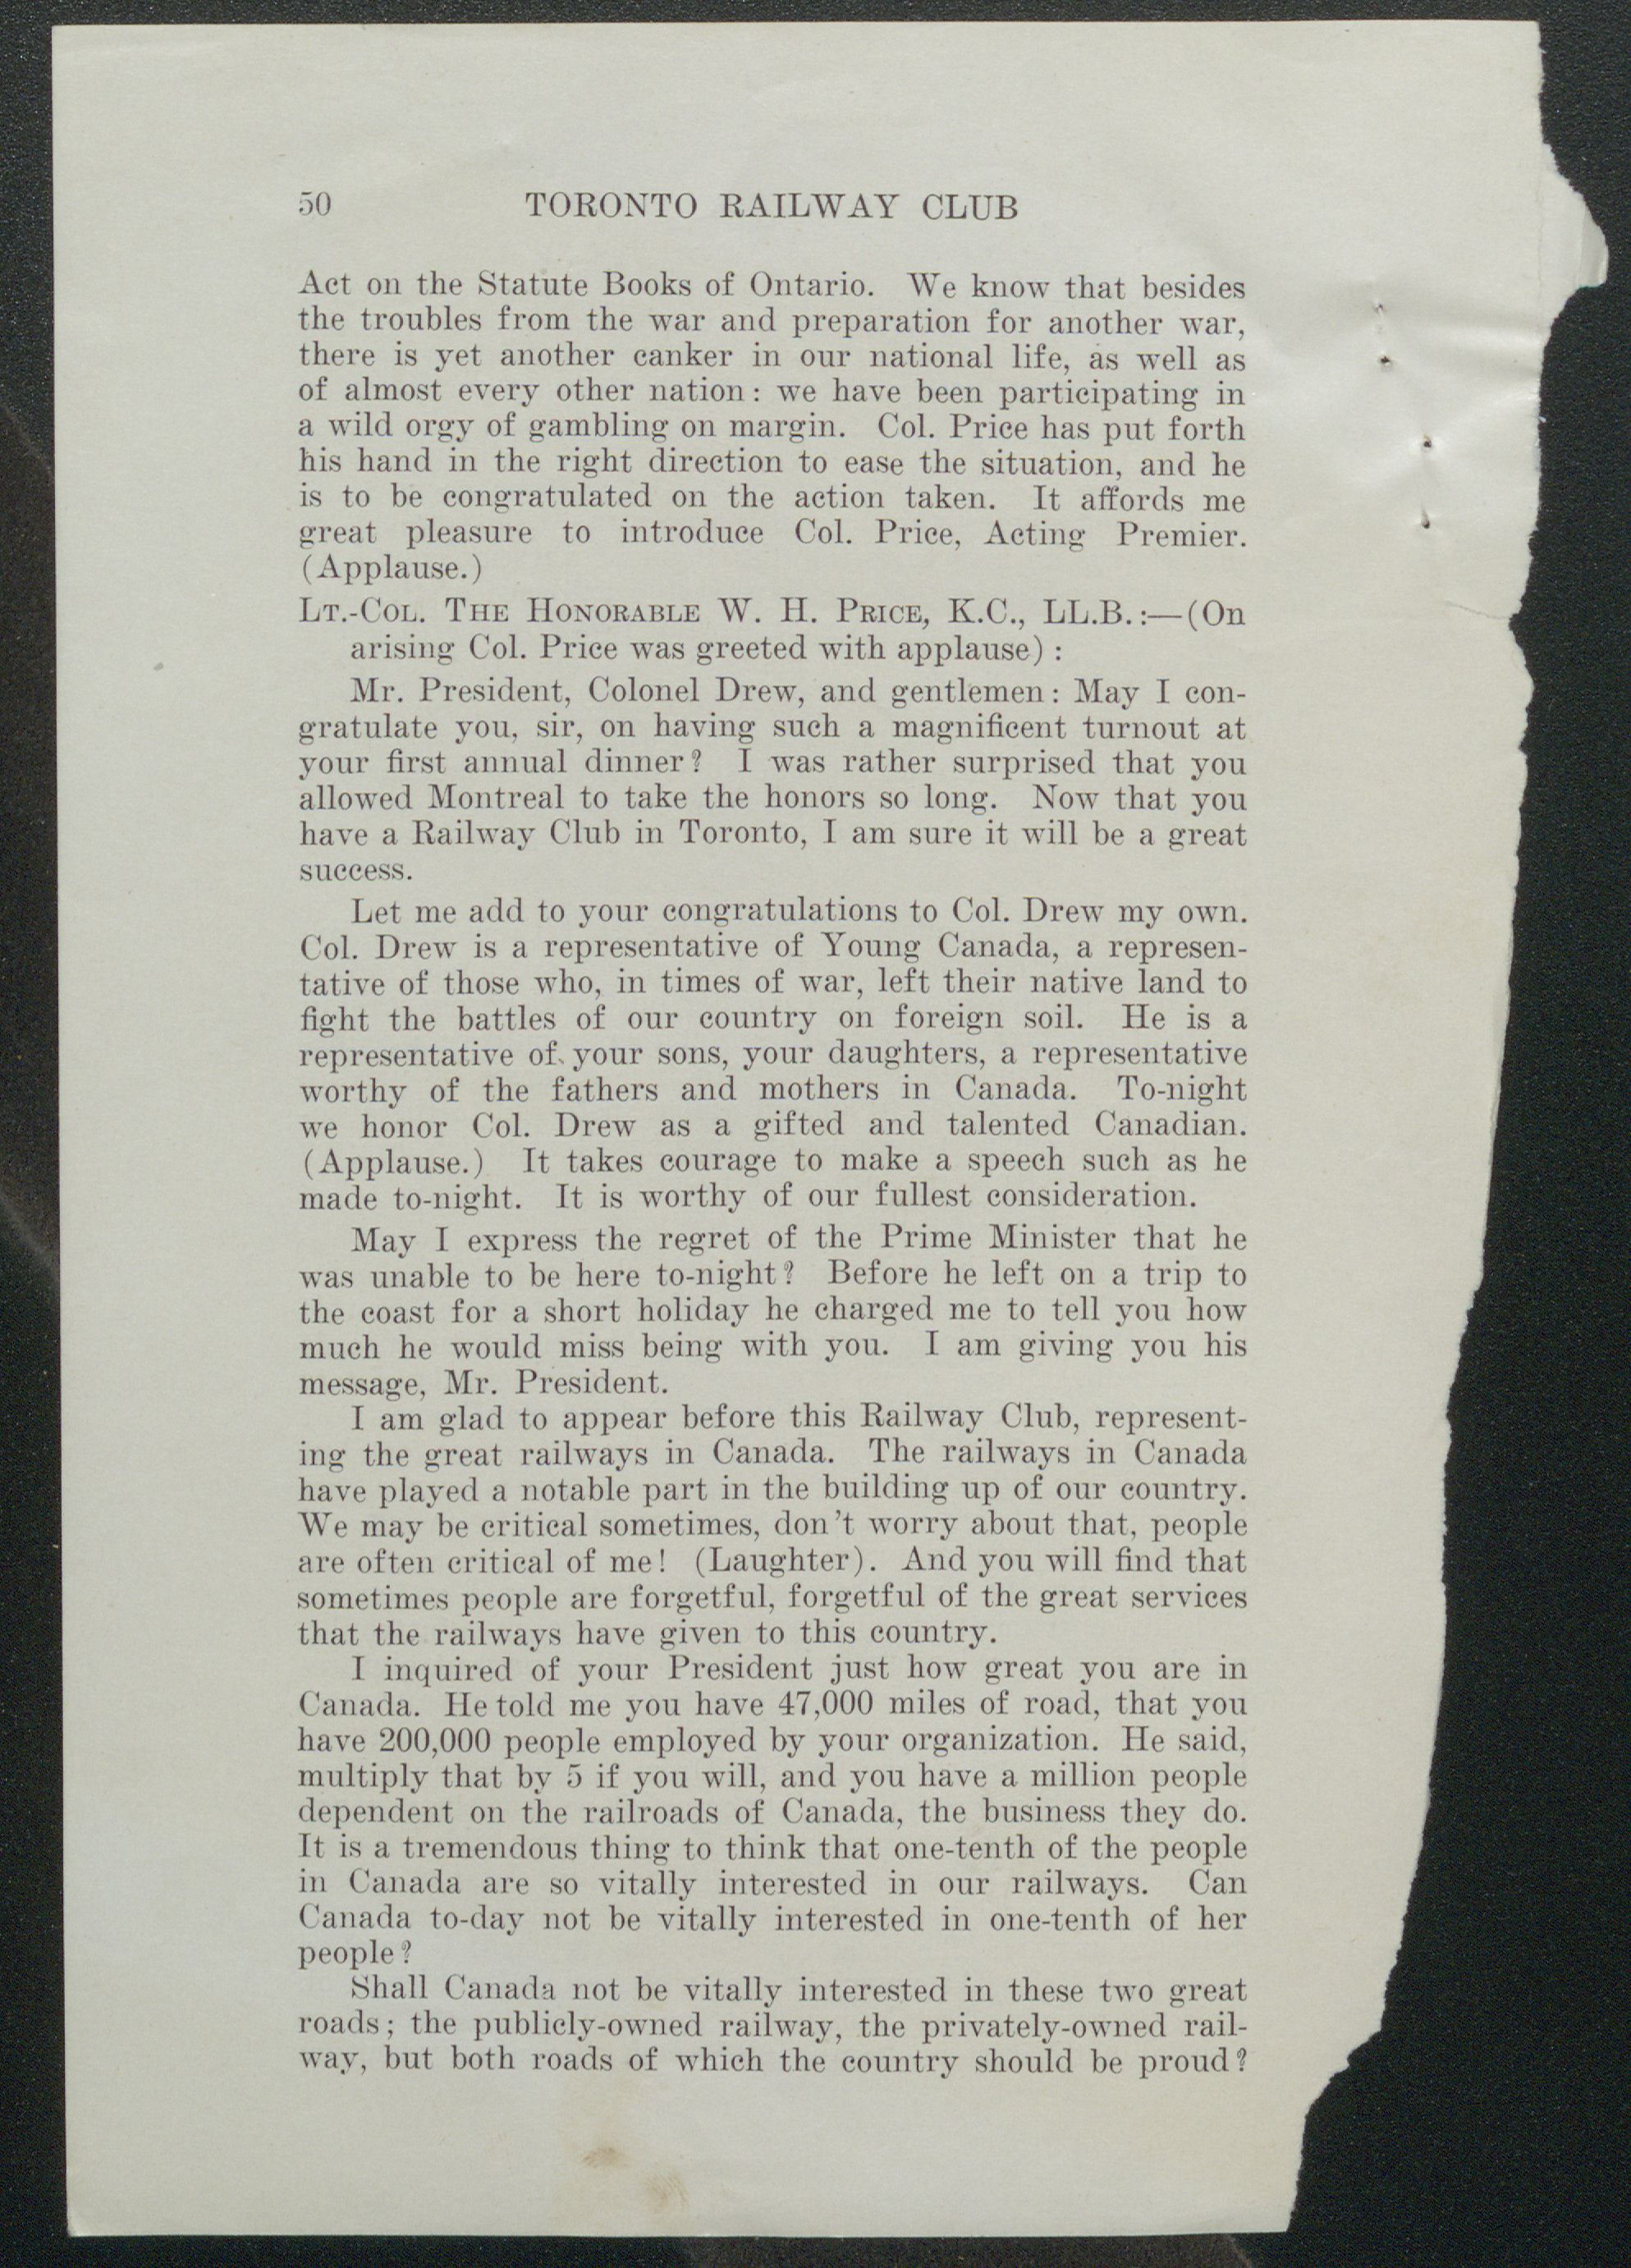 50 TORONTO RAILWAY CLUB
Act on the Statute Books of Ontario. We know that besides
the troubles from the war and preparation for another war,
there is yet another canker in our national life, as well as
of almost every other nation: we have been participating in
a wild orgy of gambling on margin. Col. Price has put forth
his hand in the right direction to ease the situation, and he
is to be congratulated on the action taken. It affords me
great pleasure to introduce Col. Price, Acting Premier.
(Applause.)
LT.-COL. THE HONORABLE W. H. PRICE, K.C., LL.B.:—(On
arising Col. Price was greeted with applause):
Mr. President, Colonel Drew, and gentlemen: May I con-
gratulate you, sir, on having such a magnificent turnout at
your first annual dinner? I was rather surprised that you
allowed Montreal to take the honors so long. Now that you
have a Railway Club in Toronto, I am sure it will be a great
success.
Let me add to your congratulations to Col. Drew my own.
Col. Drew is a representative of Young Canada, a represen-
tative of those who, in times of war, left their native land to
fight the battles of our country on foreign soil. He is a
representative of your sons, your daughters, a representative
worthy of the fathers and mothers in Canada. To-night
we honor Col. Drew as a gifted and talented Canadian.
(Applause.) It takes courage to make a speech such as he
made to-night. It is worthy of our fullest consideration.
May I express the regret of the Prime Minister that he
was unable to be here to-night? Before he left on a trip to
the coast for a short holiday he charged me to tell you how
much he would miss being with you. I am giving you his
message, Mr. President.
I am glad to appear before this Railway Club, represent-
ing the great railways in Canada. The railways in Canada
have played a notable part in the building up of our country.
We may be critical sometimes, don't worry about that, people
are often critical of me! (Laughter). And you will find that
sometimes people are forgetful, forgetful of the great services
that the railways have given to this country.
I inquired of your President just how great you are in
Canada. He told me you have 47,000 miles of road, that you
have 200,000 people employed by your organization. He said,
multiply that by 5 if you will, and you have a million people
dependent on the railroads of Canada, the business they do.
It is a tremendous thing to think that one-tenth of the people
in Canada are so vitally interested in our railways. Can
Canada to-day not be vitally interested in one-tenth of her
people?
Shall Canada not be vitally interested in these two great
roads; the publicly-owned railway, the privately-owned rail-
way, but both roads of which the country should be proud?